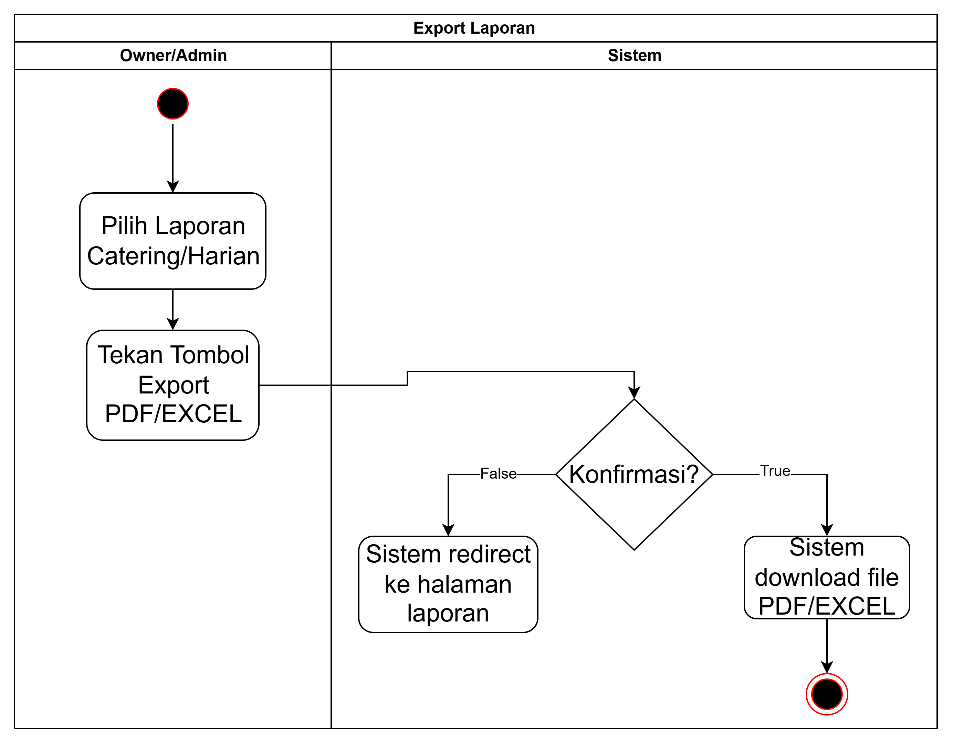 Export Laporan
Owner/Admin
Sistem
Pilih Laporan
Catering/Harian
Tekan Tombol
Export
PDF/EXCEL
Konfirmasi?
False
True
Sistem redirect
ke halaman
laporan
Sistem
download file
PDF/EXCEL